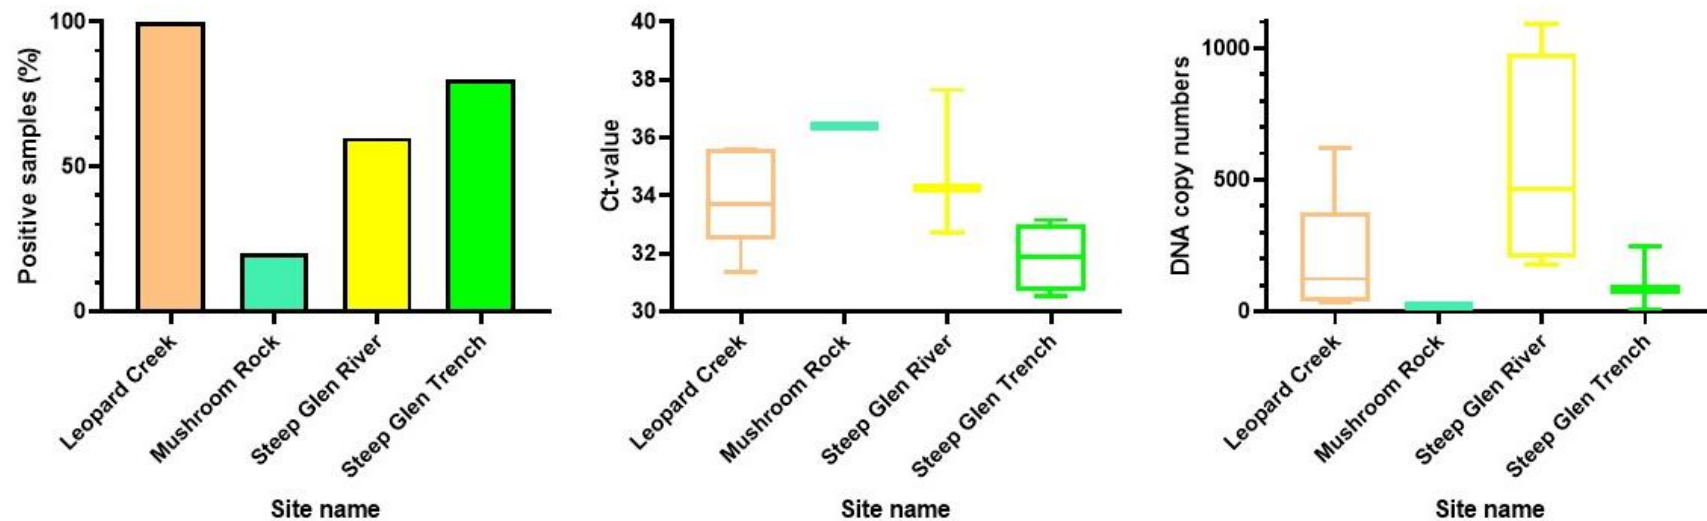 Positive samples (%)
100
50
0
Leopard Creek
Mushroom Rock
Steep Glen River
Steep Glen Trench
Site name
Ct-value
40
38
36
34
32
30
Leopard Creek
Mushroom Rock
Steep Glen River
Steep Glen Trench
Site name
DNA copy numbers
1000
500
0
Leopard Creek
Mushroom Rock
Steep Glen River
Steep Glen Trench
Site name